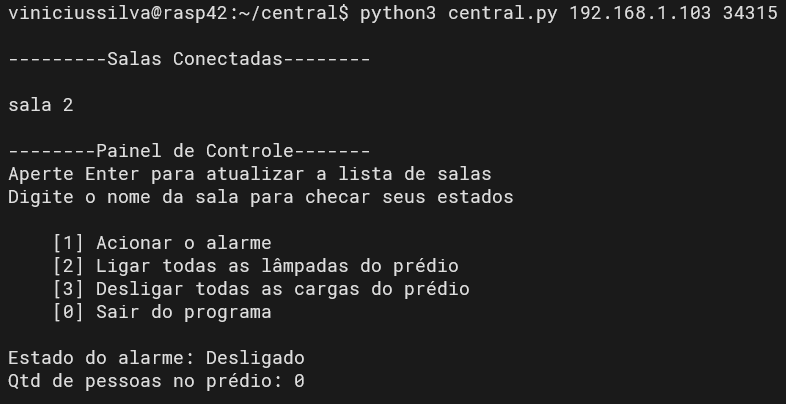 viniciussilva@rasp42:~/central$ python3 central.py 192.168.1.103 34315
---------Salas Conectadas--------
sala 2
--------Painel de Controle-------
Aperte Enter para atualizar a lista de salas
Digite o nome da sala para checar seus estados
[1] Acionar o alarme
[2] Ligar todas as lâmpadas do prédio
[3] Desligar todas as cargas do prédio
[0] Sair do programa
Estado do alarme: Desligado
Qtd de pessoas no prédio: 0